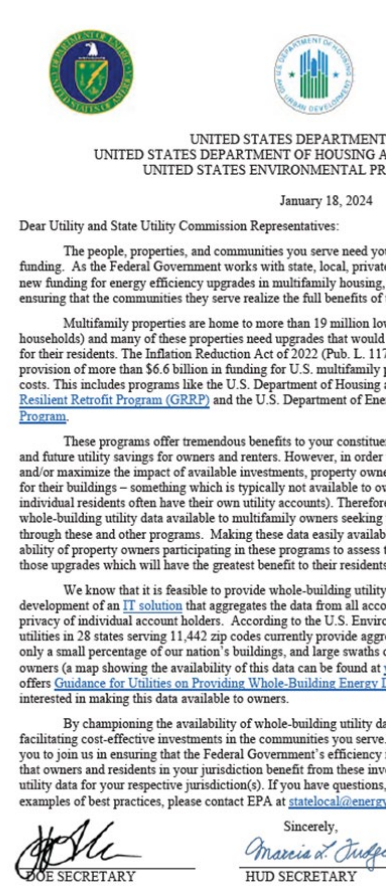 DEPARTMENT OF ENERGY
UNITED STATES OF AMERICA
U.S. DEPARTMENT OF HOUSING
AND URBAN DEVELOPMENT
UNITED STATES DEPARTMENT
UNITED STATES DEPARTMENT OF HOUSING A
UNITED STATES ENVIRONMENTAL PR
January 18, 2024
Dear Utility and State Utility Commission Representatives:
The people, properties, and communities you serve need you
funding. As the Federal Government works with state, local, private
new funding for energy efficiency upgrades in multifamily housing,
ensuring that the communities they serve realize the full benefits of
Multifamily properties are home to more than 19 million low
households) and many of these properties need upgrades that would
for their residents. The Inflation Reduction Act of 2022 (Pub. L. 117
provision of more than $6.6 billion in funding for U.S. multifamily p
costs. This includes programs like the U.S. Department of Housing a
Resilient Retrofit Program (GRRP) and the U.S. Department of Ener
Program.
These programs offer tremendous benefits to your constituen
and future utility savings for owners and renters. However, in order
and/or maximize the impact of available investments, property owne
for their buildings – something which is typically not available to ow
individual residents often have their own utility accounts). Therefore
whole-building utility data available to multifamily owners seeking
through these and other programs. Making these data easily availab
ability of property owners participating in these programs to assess t
those upgrades which will have the greatest benefit to their residents
We know that it is feasible to provide whole-building utility
development of an IT solution that aggregates the data from all acco
privacy of individual account holders. According to the U.S. Enviro
utilities in 28 states serving 11,442 zip codes currently provide aggre
only a small percentage of our nation's buildings, and large swaths o
owners (a map showing the availability of this data can be found at
offers Guidance for Utilities on Providing Whole-Building Energy D
interested in making this data available to owners.
By championing the availability of whole-building utility da
facilitating cost-effective investments in the communities you serve.
you to join us in ensuring that the Federal Government's efficiency i
that owners and residents in your jurisdiction benefit from these inve
utility data for your respective jurisdiction(s). If you have questions,
examples of best practices, please contact EPA at statelocal@energy
Sincerely,
Marcia L. Fudge
DOE SECRETARY HUD SECRETARY